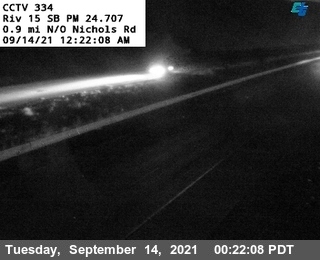 CCTV 334
Riv 15 SB PM 24.707
0.9 mi N/O Nichols Rd
09/14/21 12:22:08 AM
Tuesday, September 14, 2021 00:22:08 PDT